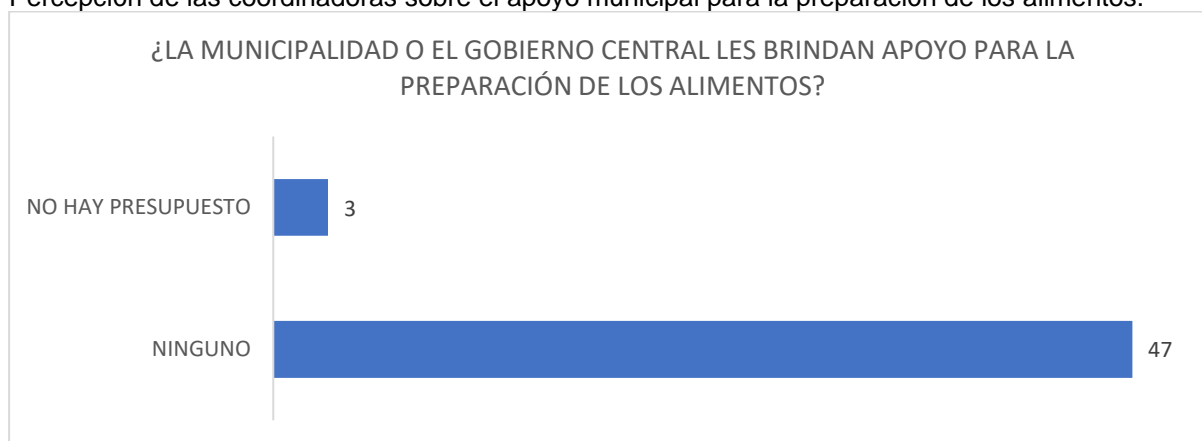 Percepción de las coordinadoras sobre el apoyo municipal para la preparación de los alimentos.
¿LA MUNICIPALIDAD O EL GOBIERNO CENTRAL LES BRINDAN APOYO PARA LA
PREPARACIÓN DE LOS ALIMENTOS?
NO HAY PRESUPUESTO 3
NINGUNO 47